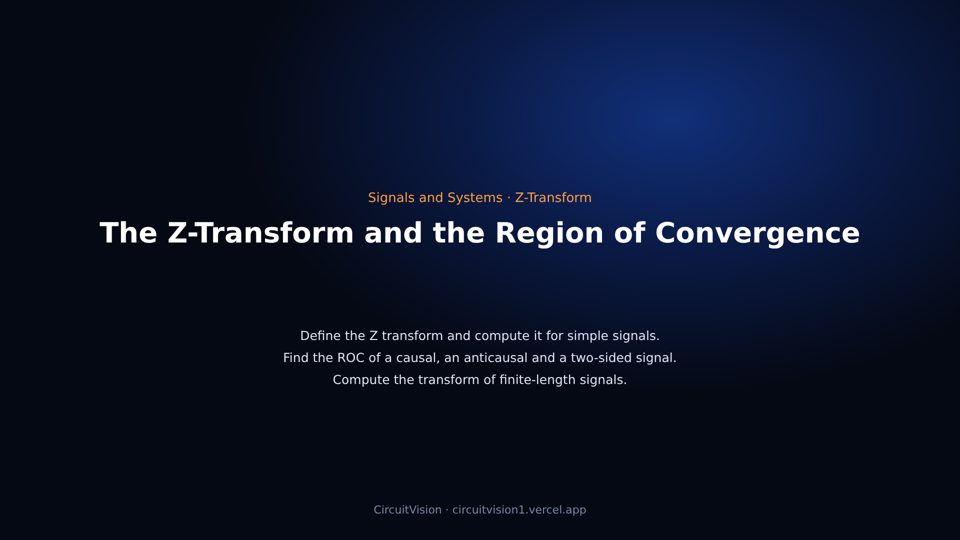 Signals and Systems · Z-Transform
The Z-Transform and the Region of Convergence
Define the Z transform and compute it for simple signals.
Find the ROC of a causal, an anticausal and a two-sided signal.
Compute the transform of finite-length signals.
CircuitVision · circuitvision1.vercel.app